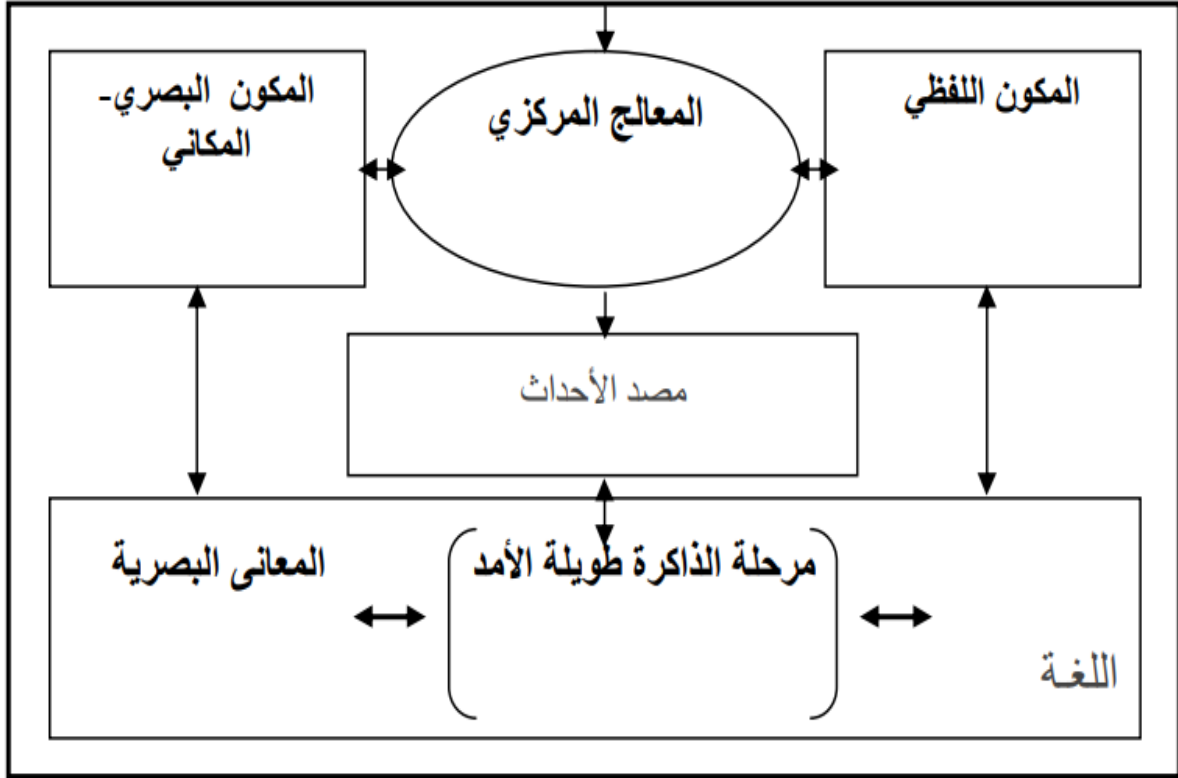 المكون اللفظي
المعالج المركزي
المكون البصري-
المكاني
مصد الأحداث
مرحلة الذاكرة طويلة الأمد
المعانى البصرية
اللغـة